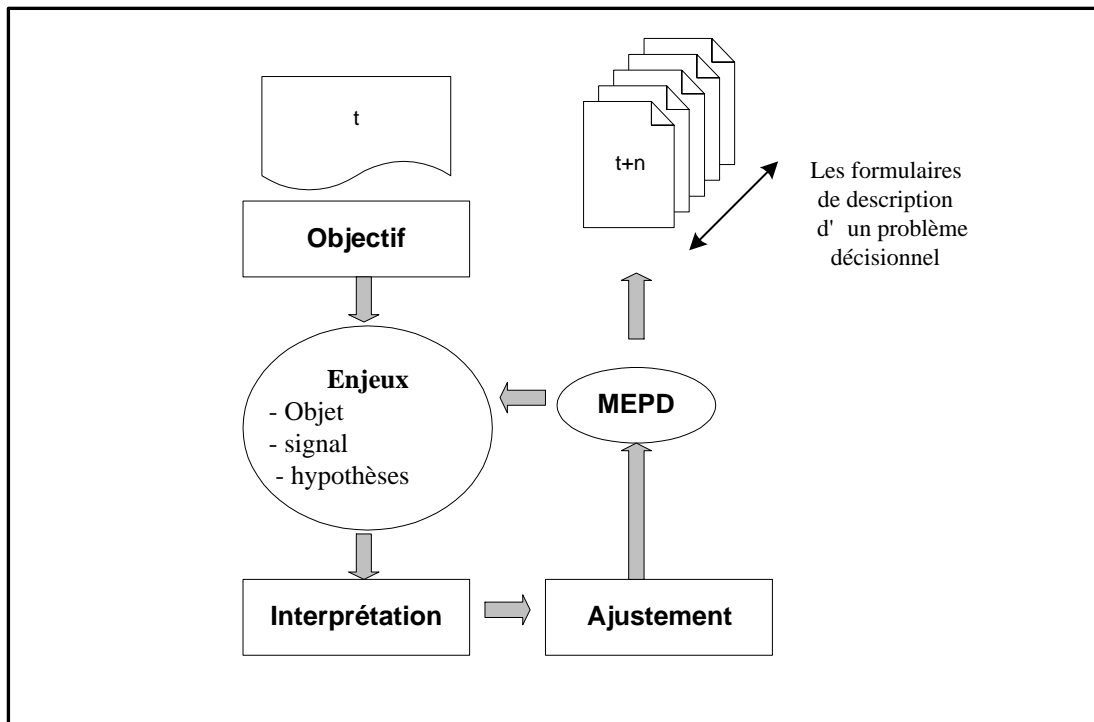 t
Objectif
Enjeux
- Objet
- signal
- hypothèses
Interprétation
Ajustement
MEPD
t+n
Les formulaires
de description
d' un problème
décisionnel